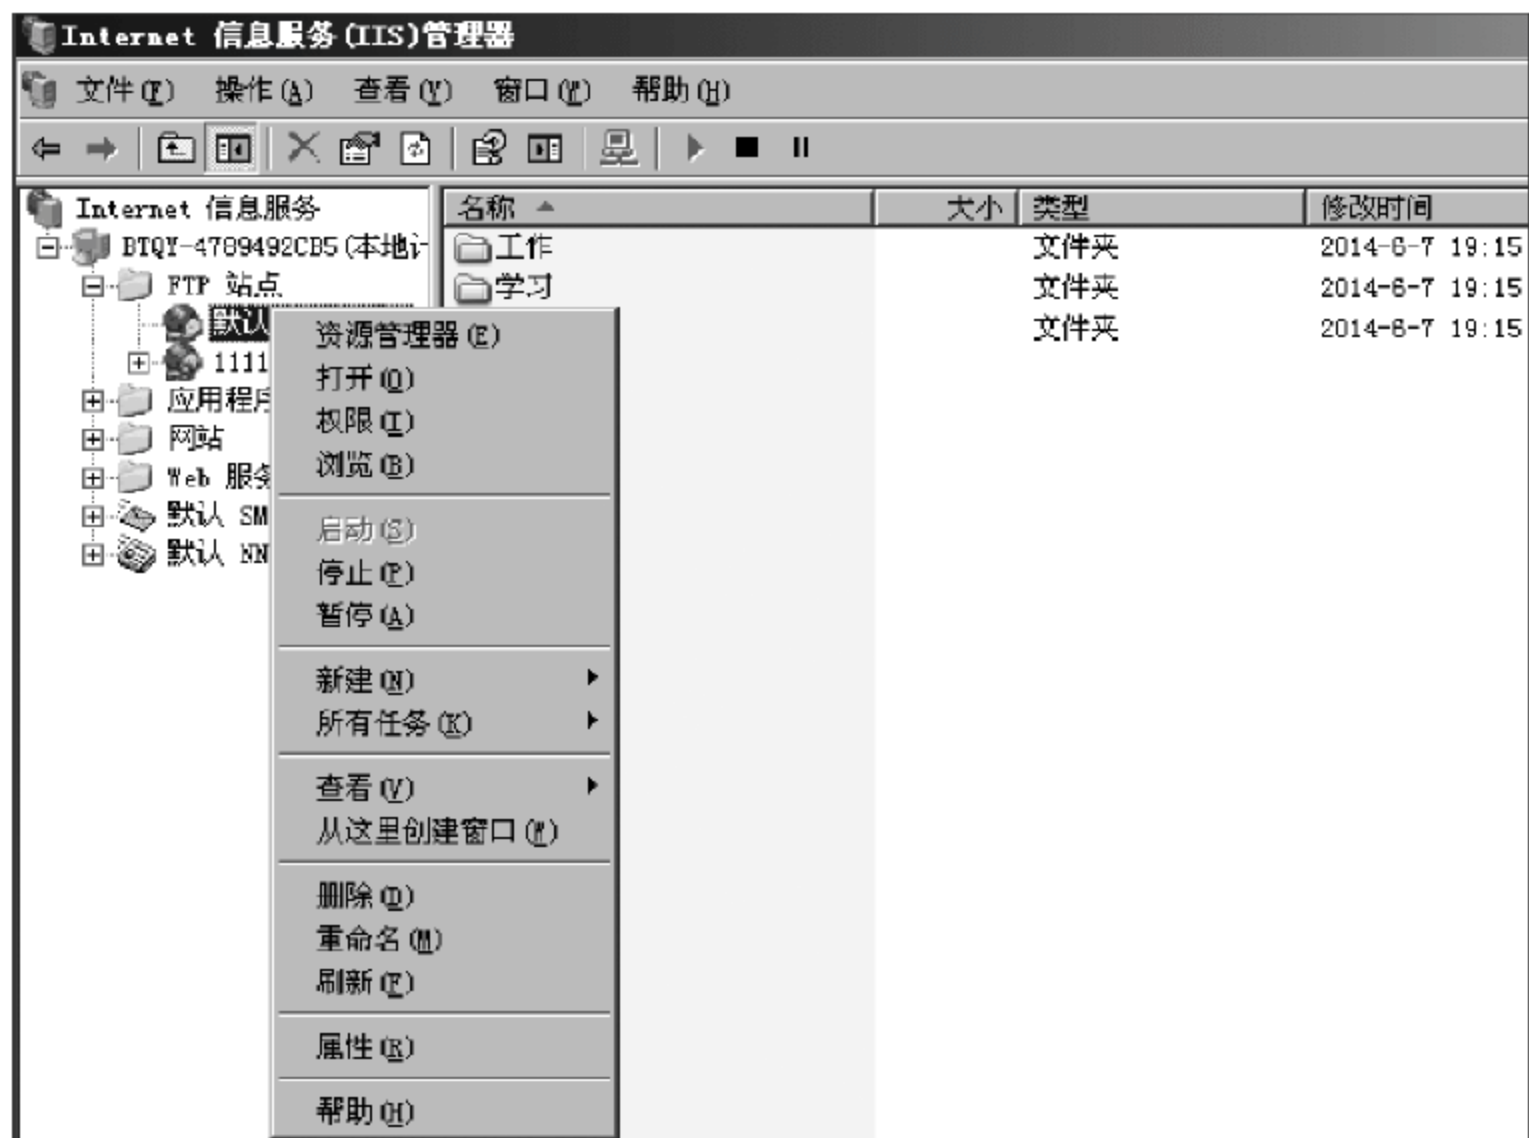 Internet 信息服务(IIS)管理器
文件(F) 操作(A) 查看(V) 窗口(W) 帮助(H)
Internet 信息服务
名称 大小 类型 修改时间
BTQY-4789492CB5(本地计
工作 文件夹 2014-6-7 19:15
FTP 站点
学习 文件夹 2014-6-7 19:15
默认
文件夹 2014-6-7 19:15
1111
应用程序
网站
Web 服务
默认 SM
默认 NN
资源管理器(E)
打开(O)
权限(I)
浏览(B)
启动(S)
停止(P)
暂停(A)
新建(N)
所有任务(K)
查看(V)
从这里创建窗口(W)
删除(D)
重命名(M)
刷新(F)
属性(R)
帮助(H)